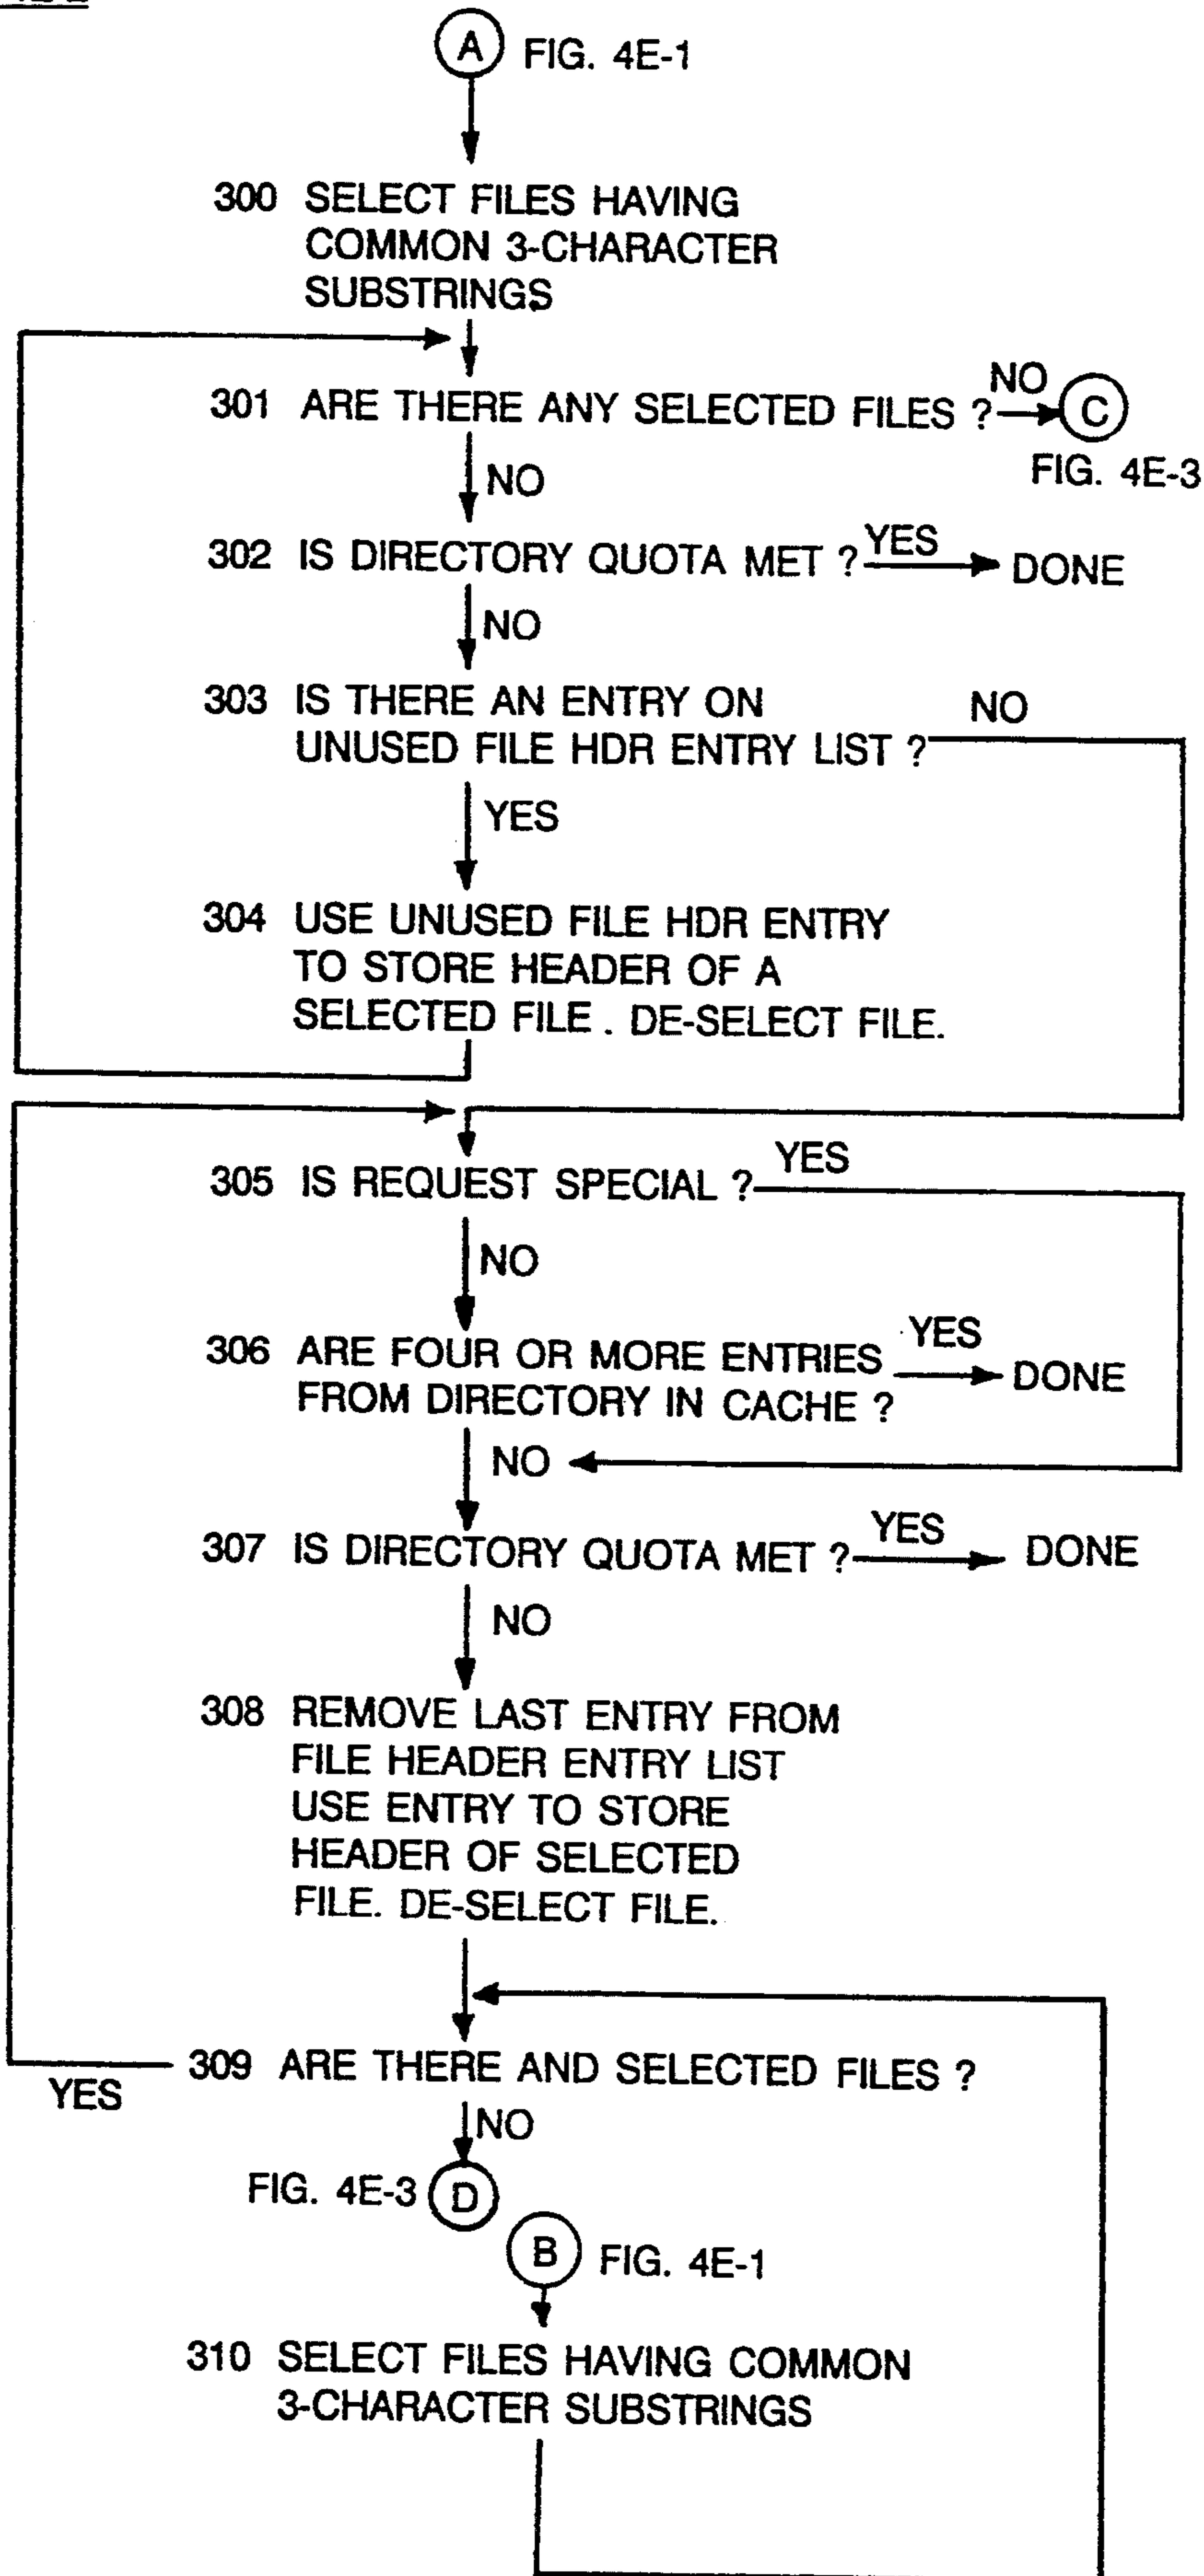 A FIG. 4E-1
300 SELECT FILES HAVING
COMMON 3-CHARACTER
SUBSTRINGS
301 ARE THERE ANY SELECTED FILES ? NO C
FIG. 4E-3
NO
302 IS DIRECTORY QUOTA MET ? YES DONE
NO
303 IS THERE AN ENTRY ON NO
UNUSED FILE HDR ENTRY LIST ?
YES
304 USE UNUSED FILE HDR ENTRY
TO STORE HEADER OF A
SELECTED FILE . DE-SELECT FILE.
305 IS REQUEST SPECIAL ? YES
NO
306 ARE FOUR OR MORE ENTRIES YES
FROM DIRECTORY IN CACHE ? DONE
NO
307 IS DIRECTORY QUOTA MET ? YES DONE
NO
308 REMOVE LAST ENTRY FROM
FILE HEADER ENTRY LIST
USE ENTRY TO STORE
HEADER OF SELECTED
FILE. DE-SELECT FILE.
309 ARE THERE AND SELECTED FILES ?
YES
NO
FIG. 4E-3 D
B FIG. 4E-1
310 SELECT FILES HAVING COMMON
3-CHARACTER SUBSTRINGS